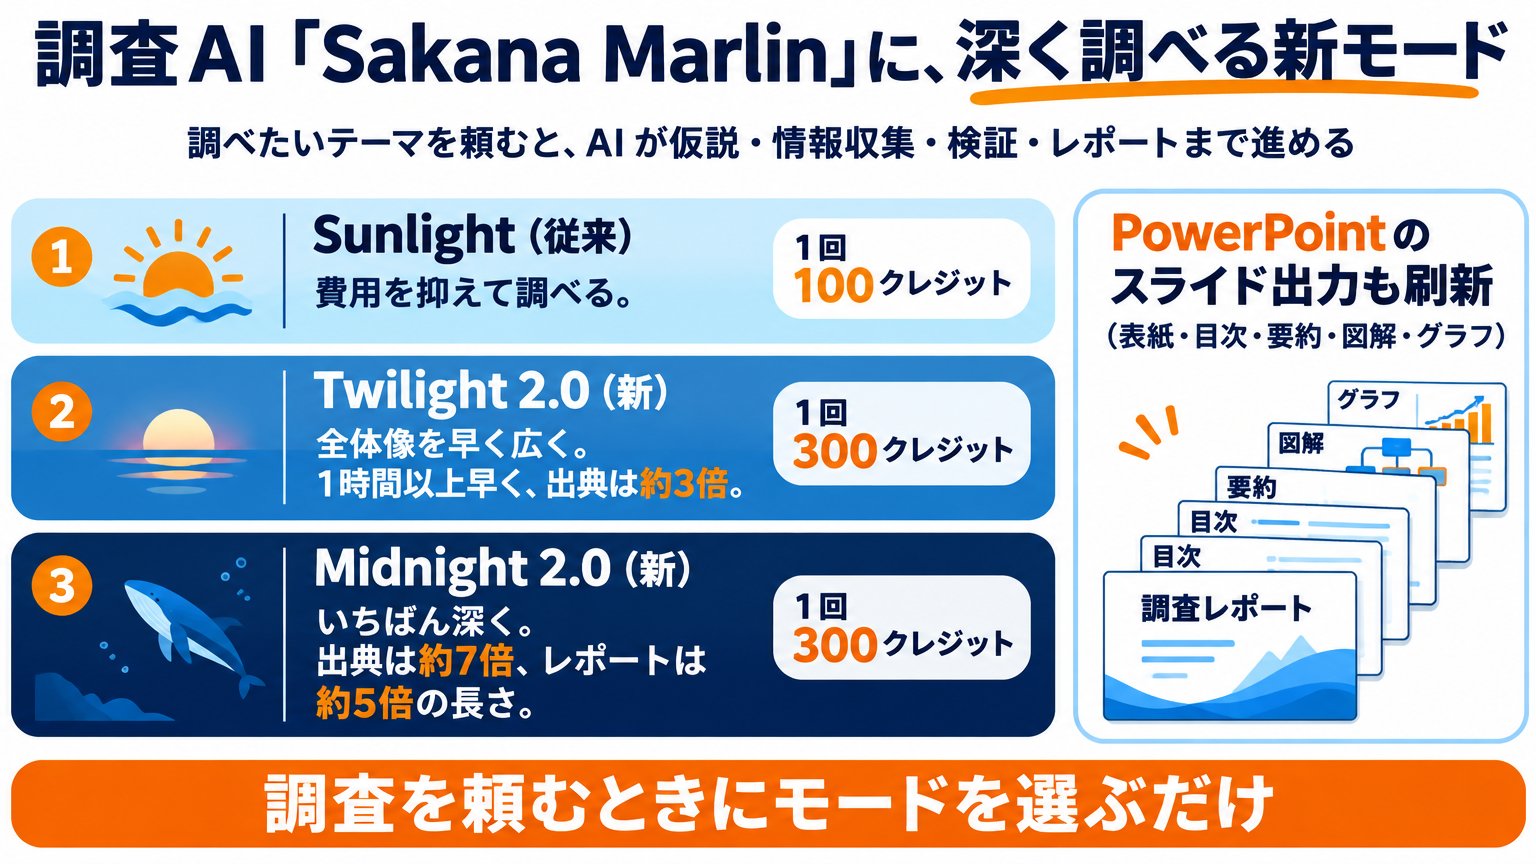 調査AI「Sakana Marlin」に、深く調べる新モード
調べたいテーマを頼むと、AIが仮説・情報収集・検証・レポートまで進める
1
Sunlight（従来）
費用を抑えて調べる。
1回
100クレジット
2
Twilight 2.0（新）
全体像を早く広く。
1時間以上早く、出典は約3倍。
1回
300クレジット
3
Midnight 2.0（新）
いちばん深く。
出典は約7倍、レポートは
約5倍の長さ。
1回
300クレジット
PowerPointの
スライド出力も刷新
（表紙・目次・要約・図解・グラフ）
グラフ
図解
要約
目次
目次
調査レポート
調査を頼むときにモードを選ぶだけ